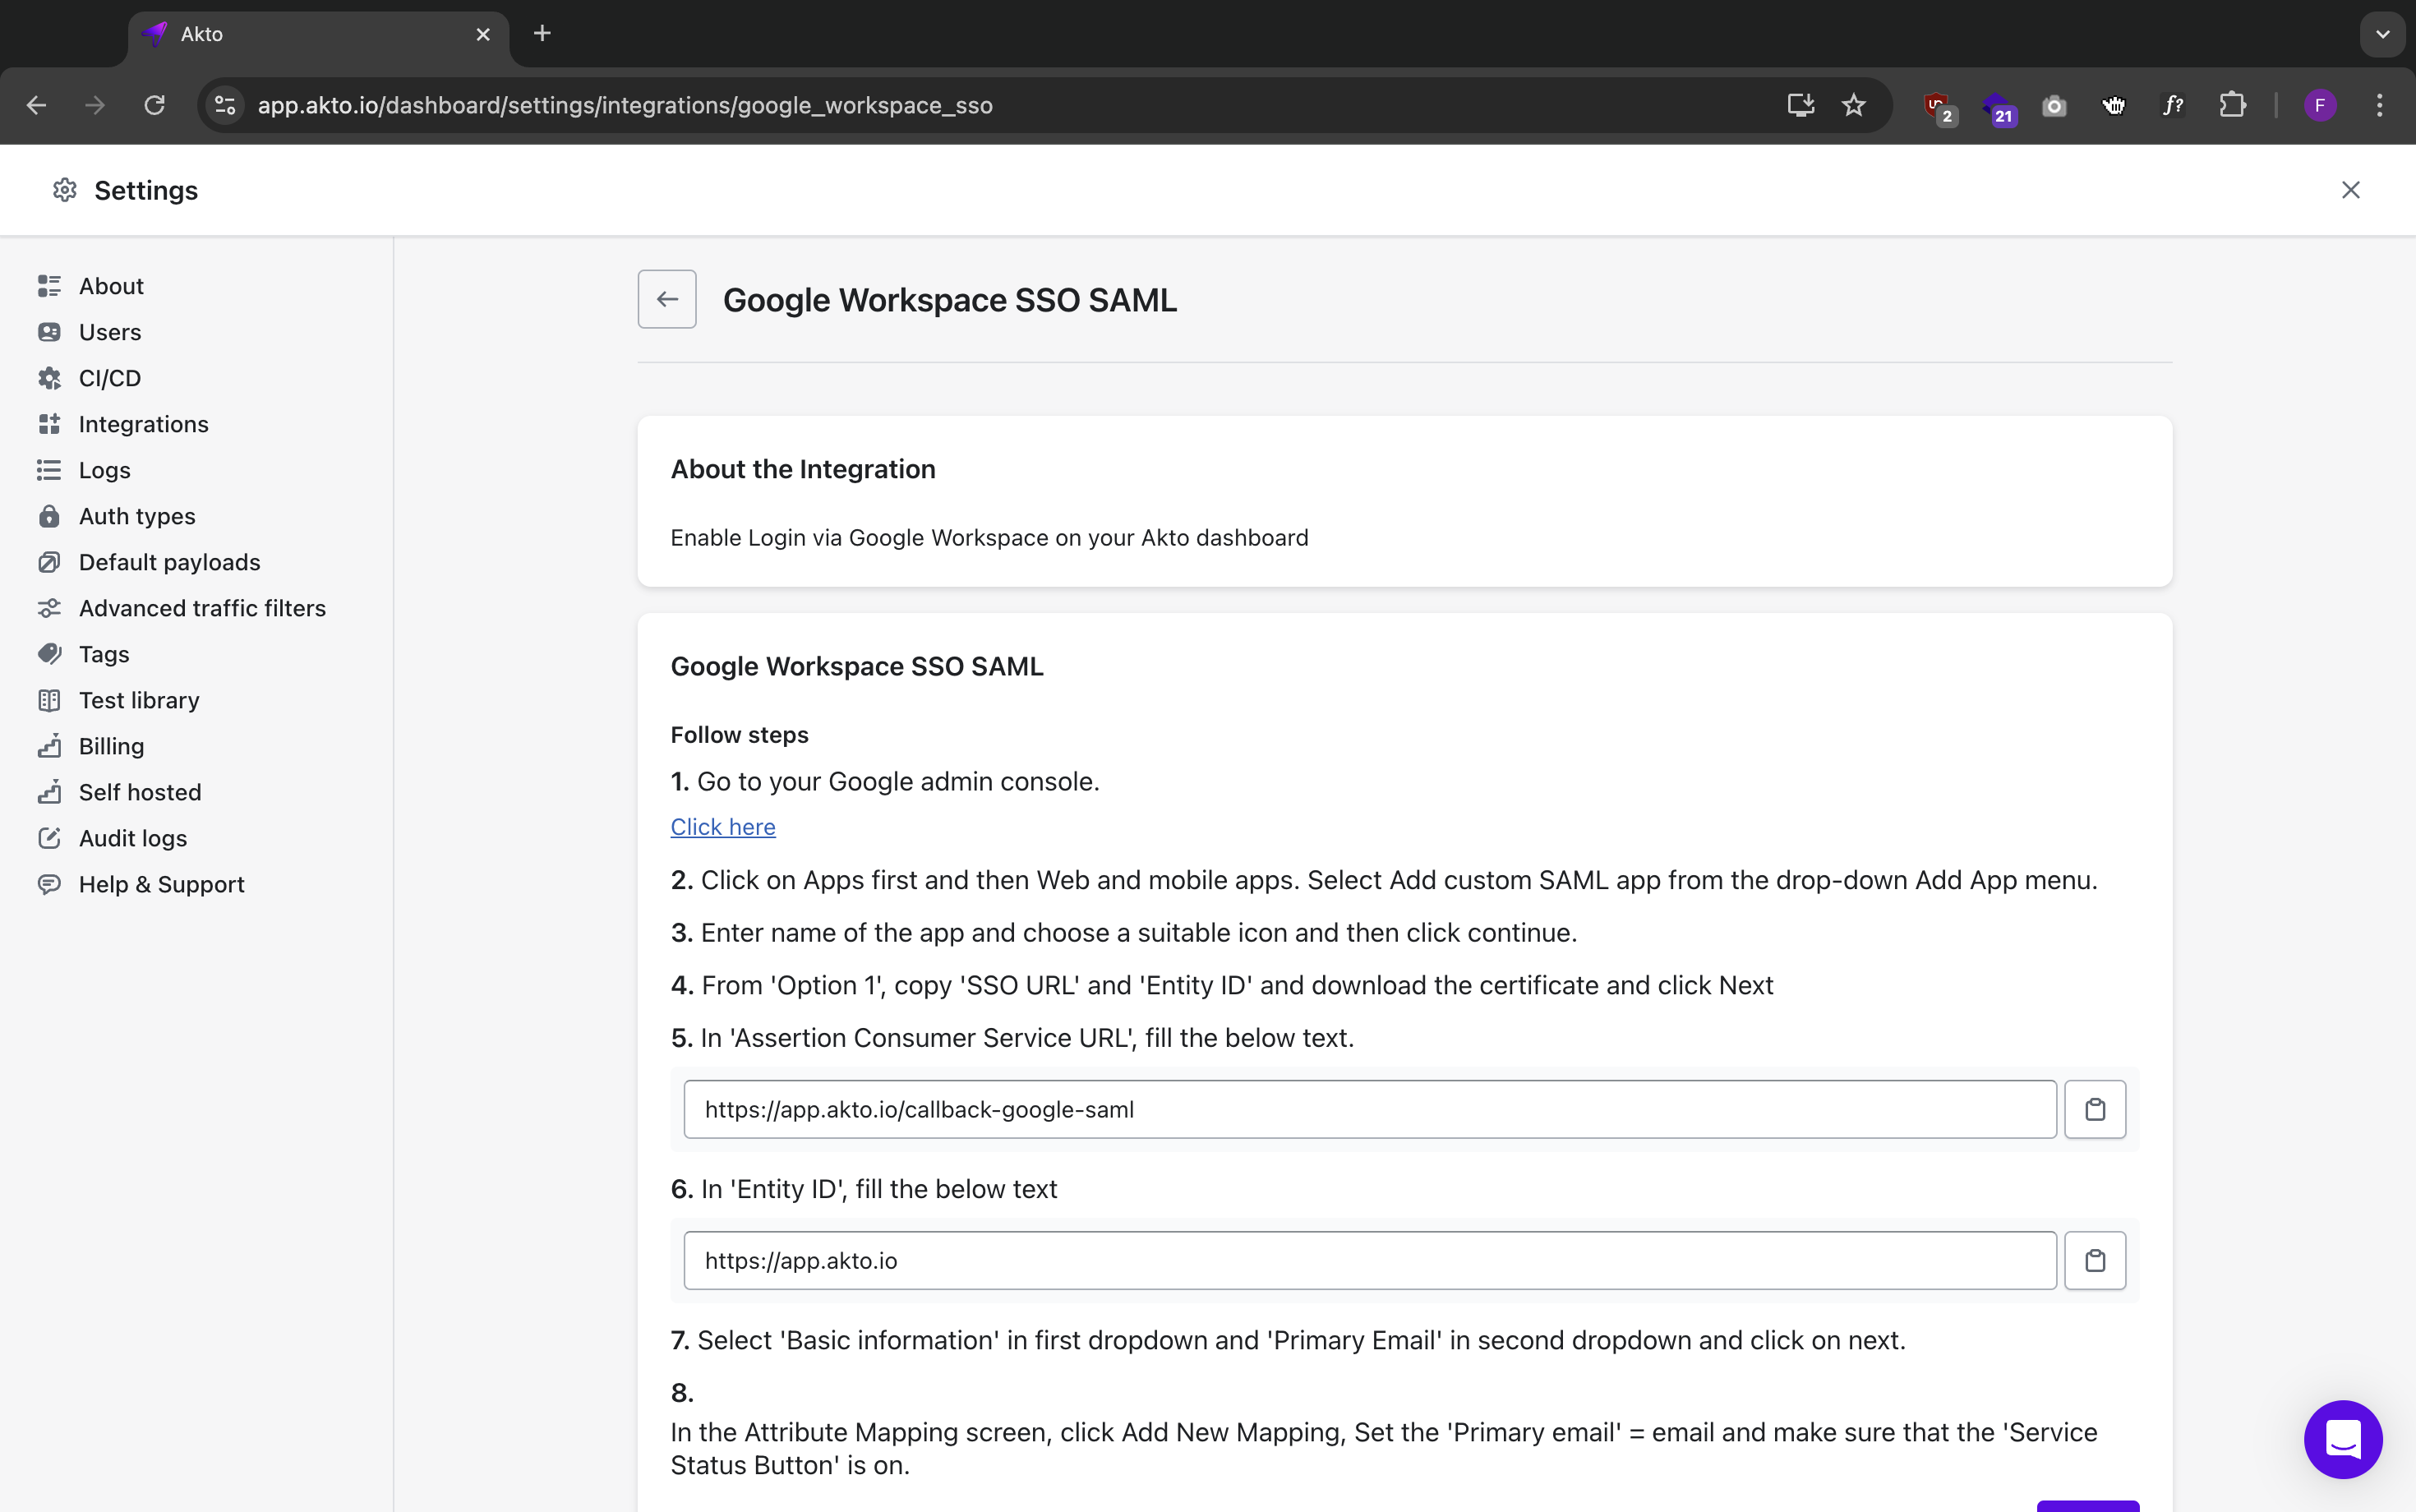 Akto
app.akto.io/dashboard/settings/integrations/google_workspace_sso
2
21
f?
F
Settings
About
Users
CI/CD
Integrations
Logs
Auth types
Default payloads
Advanced traffic filters
Tags
Test library
Billing
Self hosted
Audit logs
Help & Support
Google Workspace SSO SAML
About the Integration
Enable Login via Google Workspace on your Akto dashboard
Google Workspace SSO SAML
Follow steps
1. Go to your Google admin console.
Click here
2. Click on Apps first and then Web and mobile apps. Select Add custom SAML app from the drop-down Add App menu.
3. Enter name of the app and choose a suitable icon and then click continue.
4. From 'Option 1', copy 'SSO URL' and 'Entity ID' and download the certificate and click Next
5. In 'Assertion Consumer Service URL', fill the below text.
https://app.akto.io/callback-google-saml
6. In 'Entity ID', fill the below text
https://app.akto.io
7. Select 'Basic information' in first dropdown and 'Primary Email' in second dropdown and click on next.
8.
In the Attribute Mapping screen, click Add New Mapping, Set the 'Primary email' = email and make sure that the 'Service
Status Button' is on.